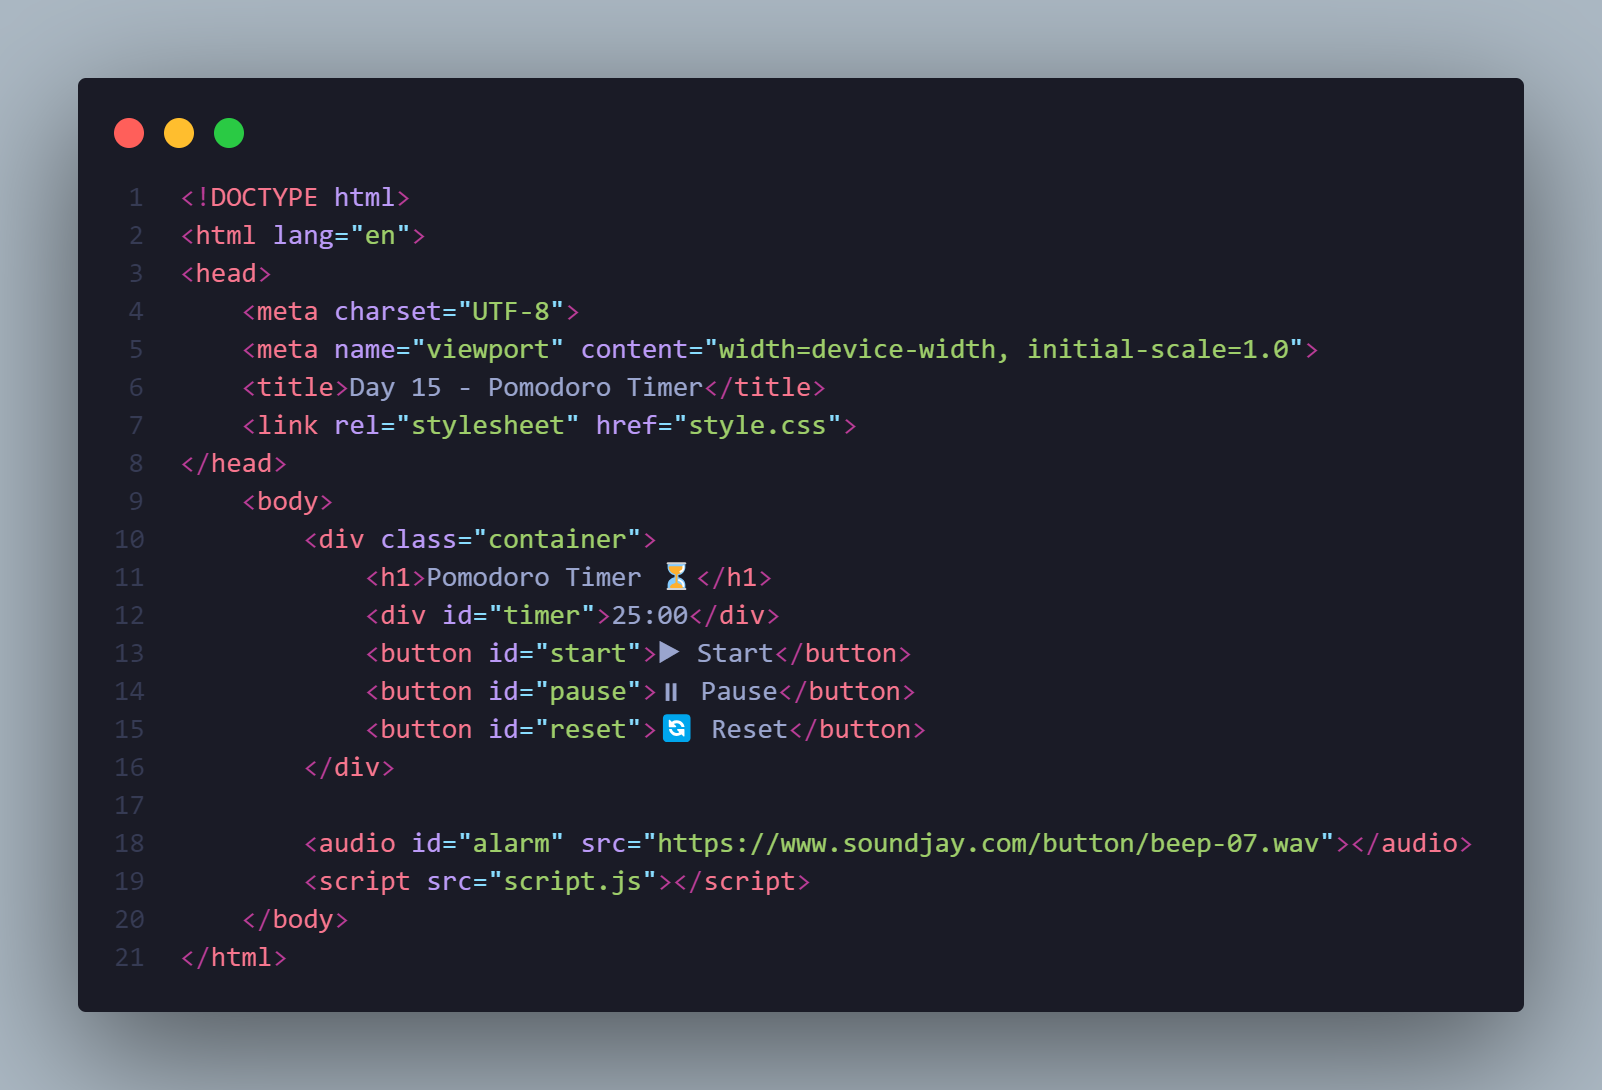 1 <!DOCTYPE html>
2 <html lang="en">
3 <head>
4     <meta charset="UTF-8">
5     <meta name="viewport" content="width=device-width, initial-scale=1.0">
6     <title>Day 15 - Pomodoro Timer</title>
7     <link rel="stylesheet" href="style.css">
8 </head>
9     <body>
10         <div class="container">
11             <h1>Pomodoro Timer ⏳</h1>
12             <div id="timer">25:00</div>
13             <button id="start">▶ Start</button>
14             <button id="pause">⏸ Pause</button>
15             <button id="reset">🔄 Reset</button>
16         </div>
17
18         <audio id="alarm" src="https://www.soundjay.com/button/beep-07.wav"></audio>
19         <script src="script.js"></script>
20     </body>
21 </html>